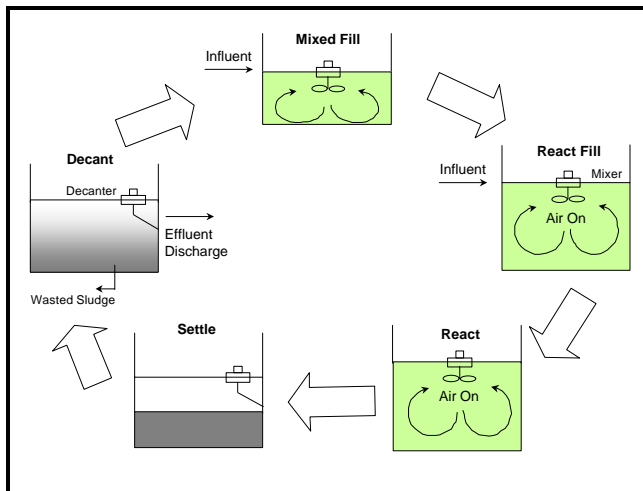 Mixed Fill
Influent
React Fill
Influent
Mixer
Air On
React
Air On
Settle
Decant
Decanter
Effluent
Discharge
Wasted Sludge